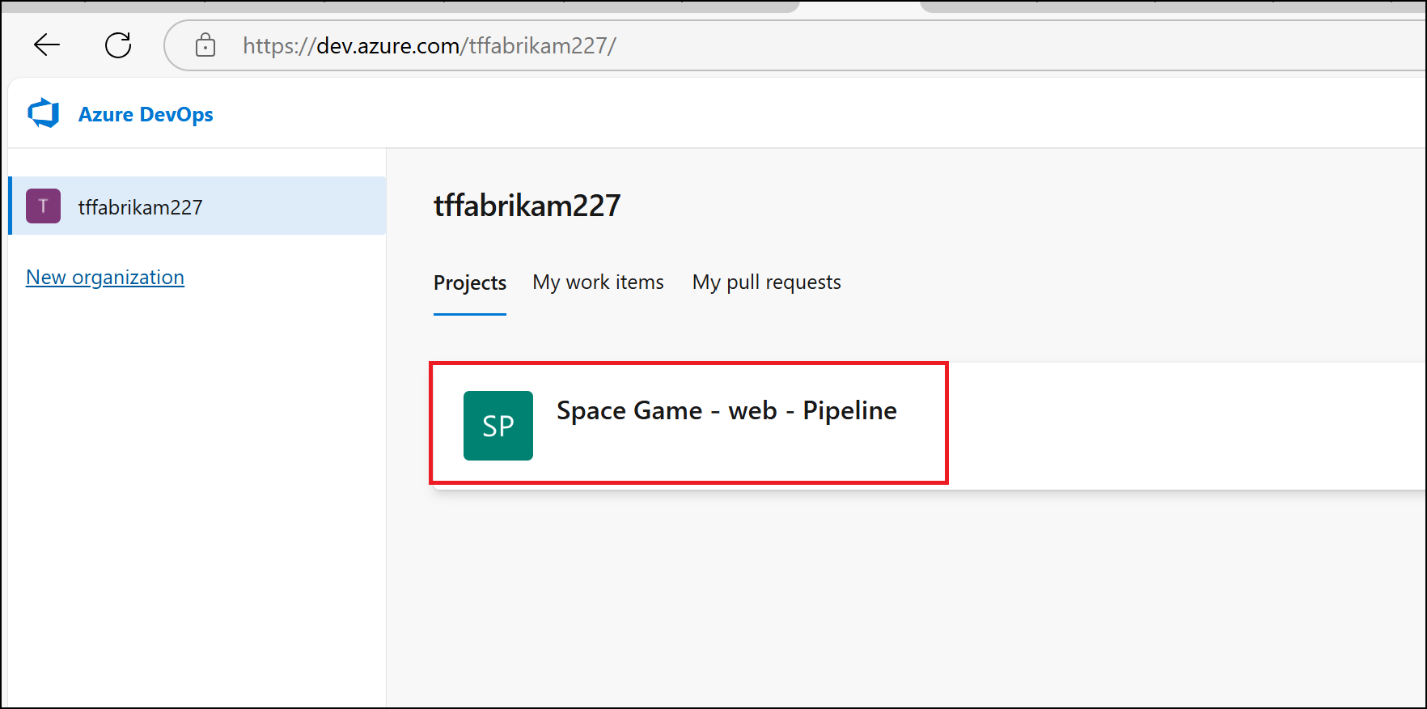 https://dev.azure.com/tffabrikam227/
Azure DevOps
T tffabrikam227
New organization
tffabrikam227
Projects My work items My pull requests
SP Space Game - web - Pipeline